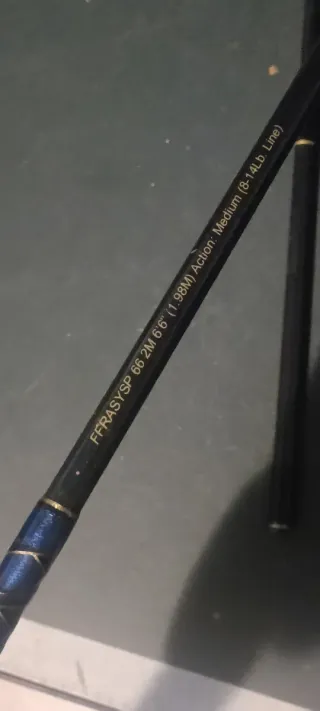 FFRASYSP 66 2M 6'6" (1.98M) Action: Medium (8-14Lb. Line)